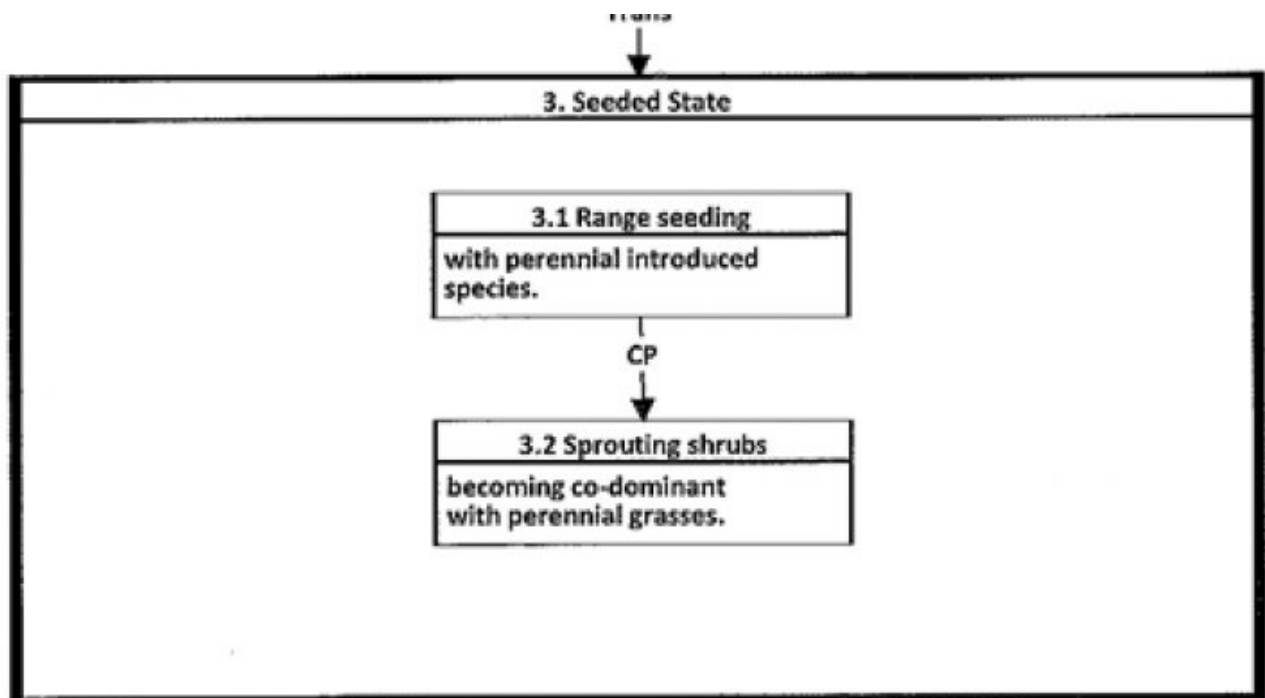 3. Seeded State
3.1 Range seeding
with perennial introduced
species.
CP
3.2 Sprouting shrubs
becoming co-dominant
with perennial grasses.